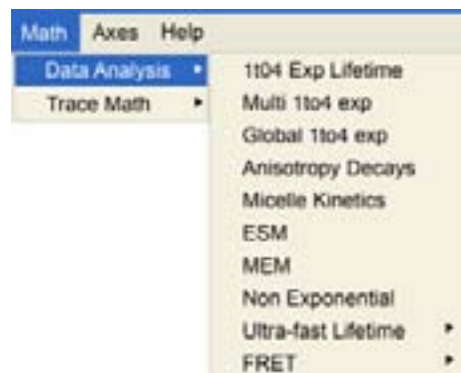 Math Axes Help
Data Analysis
Trace Math
1t04 Exp Lifetime
Multi 1to4 exp
Global 1to4 exp
Anisotropy Decays
Micelle Kinetics
ESM
MEM
Non Exponential
Ultra-fast Lifetime
FRET